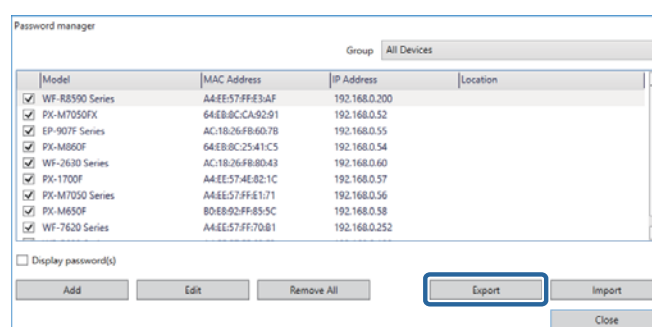 Password manager
Group All Devices
Model MAC Address IP Address Location
WF-R8590 Series A4:EE:57:FF:E3:AF 192.168.0.200
PX-M7050FX 64:EB:8C:CA:92:91 192.168.0.52
EP-907F Series AC:18:26:FB:60:7B 192.168.0.55
PX-M860F 64:EB:8C:25:41:C5 192.168.0.54
WF-2630 Series AC:18:26:FB:80:43 192.168.0.60
PX-1700F A4:EE:57:4E:82:1C 192.168.0.57
PX-M7050 Series A4:EE:57:FF:E1:71 192.168.0.56
PX-M650F B0:E8:92:FF:85:5C 192.168.0.58
WF-7620 Series A4:EE:57:FF:70:B1 192.168.0.252
Display password(s)
Add Edit Remove All Export Import
Close